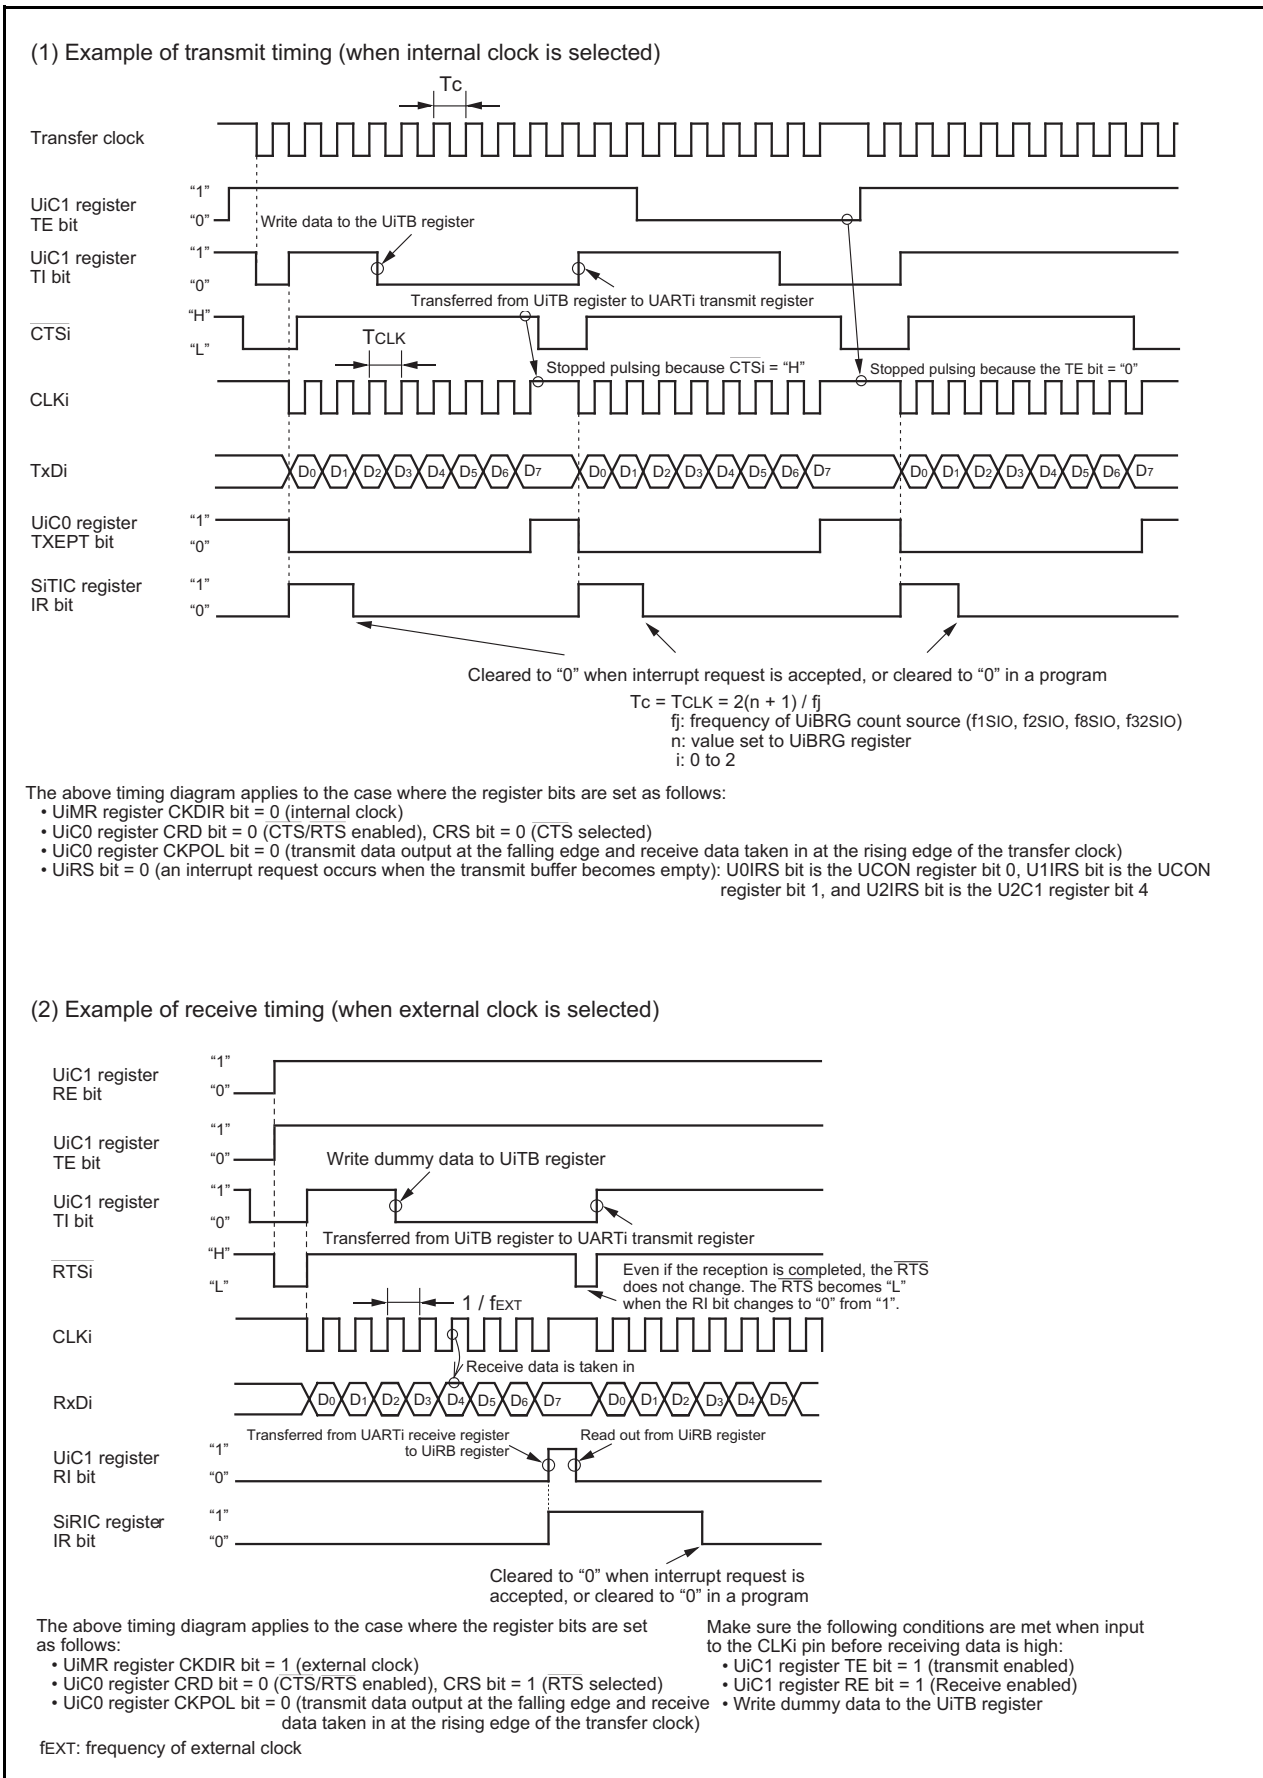 (1) Example of transmit timing (when internal clock is selected)
Tc
Transfer clock
UiC1 register
TE bit
“1”
“0”
Write data to the UiTB register
UiC1 register
TI bit
“1”
“0”
Transferred from UiTB register to UARTi transmit register
CTSi
“H”
“L”
TCLK
Stopped pulsing because CTSi = “H”
Stopped pulsing because the TE bit = “0”
CLKi
TxDi
D0 D1 D2 D3 D4 D5 D6 D7 D0 D1 D2 D3 D4 D5 D6 D7 D0 D1 D2 D3 D4 D5 D6 D7
UiC0 register
TXEPT bit
“1”
“0”
SiTIC register
IR bit
“1”
“0”
Cleared to “0” when interrupt request is accepted, or cleared to “0” in a program
Tc = TCLK = 2(n + 1) / fj
fj: frequency of UiBRG count source (f1SIO, f2SIO, f8SIO, f32SIO)
n: value set to UiBRG register
i: 0 to 2
The above timing diagram applies to the case where the register bits are set as follows:
• UiMR register CKDIR bit = 0 (internal clock)
• UiC0 register CRD bit = 0 (CTS/RTS enabled), CRS bit = 0 (CTS selected)
• UiC0 register CKPOL bit = 0 (transmit data output at the falling edge and receive data taken in at the rising edge of the transfer clock)
• UiRS bit = 0 (an interrupt request occurs when the transmit buffer becomes empty): U0IRS bit is the UCON register bit 0, U1IRS bit is the UCON
register bit 1, and U2IRS bit is the U2C1 register bit 4
(2) Example of receive timing (when external clock is selected)
UiC1 register
RE bit
“1”
“0”
UiC1 register
TE bit
“1”
“0”
Write dummy data to UiTB register
UiC1 register
TI bit
“1”
“0”
Transferred from UiTB register to UARTi transmit register
RTSi
“H”
“L”
Even if the reception is completed, the RTS
does not change. The RTS becomes “L”
when the RI bit changes to “0” from “1”.
1 / fEXT
CLKi
Receive data is taken in
RxDi
D0 D1 D2 D3 D4 D5 D6 D7 D0 D1 D2 D3 D4 D5
Transferred from UARTi receive register
to UiRB register
Read out from UiRB register
UiC1 register
RI bit
“1”
“0”
SiRIC register
IR bit
“1”
“0”
Cleared to “0” when interrupt request is
accepted, or cleared to “0” in a program
The above timing diagram applies to the case where the register bits are set
as follows:
• UiMR register CKDIR bit = 1 (external clock)
• UiC0 register CRD bit = 0 (CTS/RTS enabled), CRS bit = 1 (RTS selected)
• UiC0 register CKPOL bit = 0 (transmit data output at the falling edge and receive
data taken in at the rising edge of the transfer clock)
fEXT: frequency of external clock
Make sure the following conditions are met when input
to the CLKi pin before receiving data is high:
• UiC1 register TE bit = 1 (transmit enabled)
• UiC1 register RE bit = 1 (Receive enabled)
• Write dummy data to the UiTB register